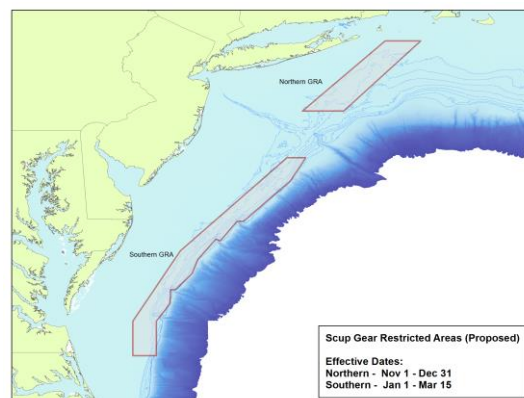 Northern GRA
Southern GRA
Scup Gear Restricted Areas (Proposed)
Effective Dates:
Northern - Nov 1 - Dec 31
Southern - Jan 1 - Mar 15